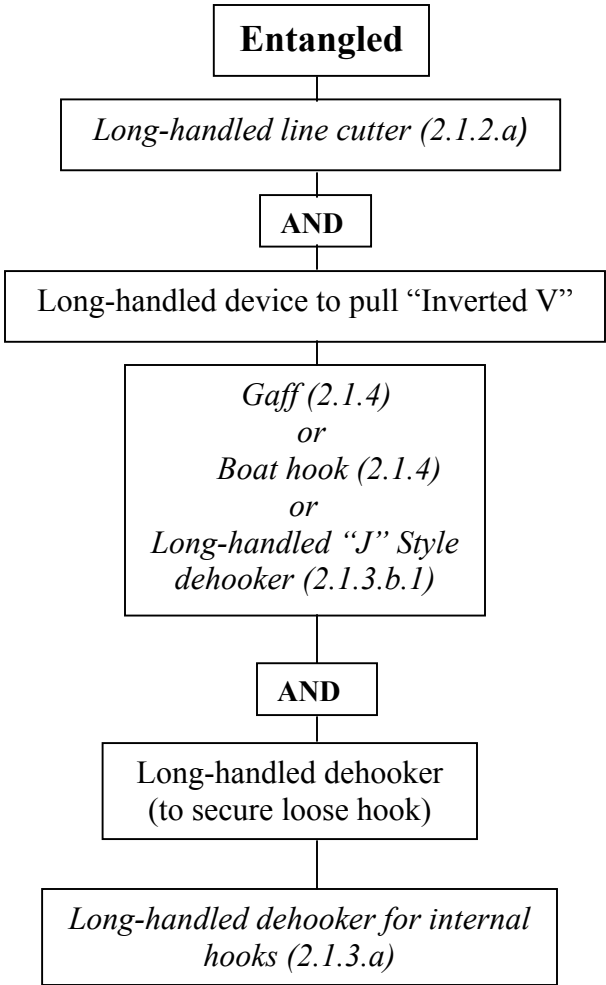 Entangled
Long-handled line cutter (2.1.2.a)
AND
Long-handled device to pull “Inverted V”
Gaff (2.1.4)
or
Boat hook (2.1.4)
or
Long-handled “J” Style
dehooker (2.1.3.b.1)
AND
Long-handled dehooker
(to secure loose hook)
Long-handled dehooker for internal
hooks (2.1.3.a)